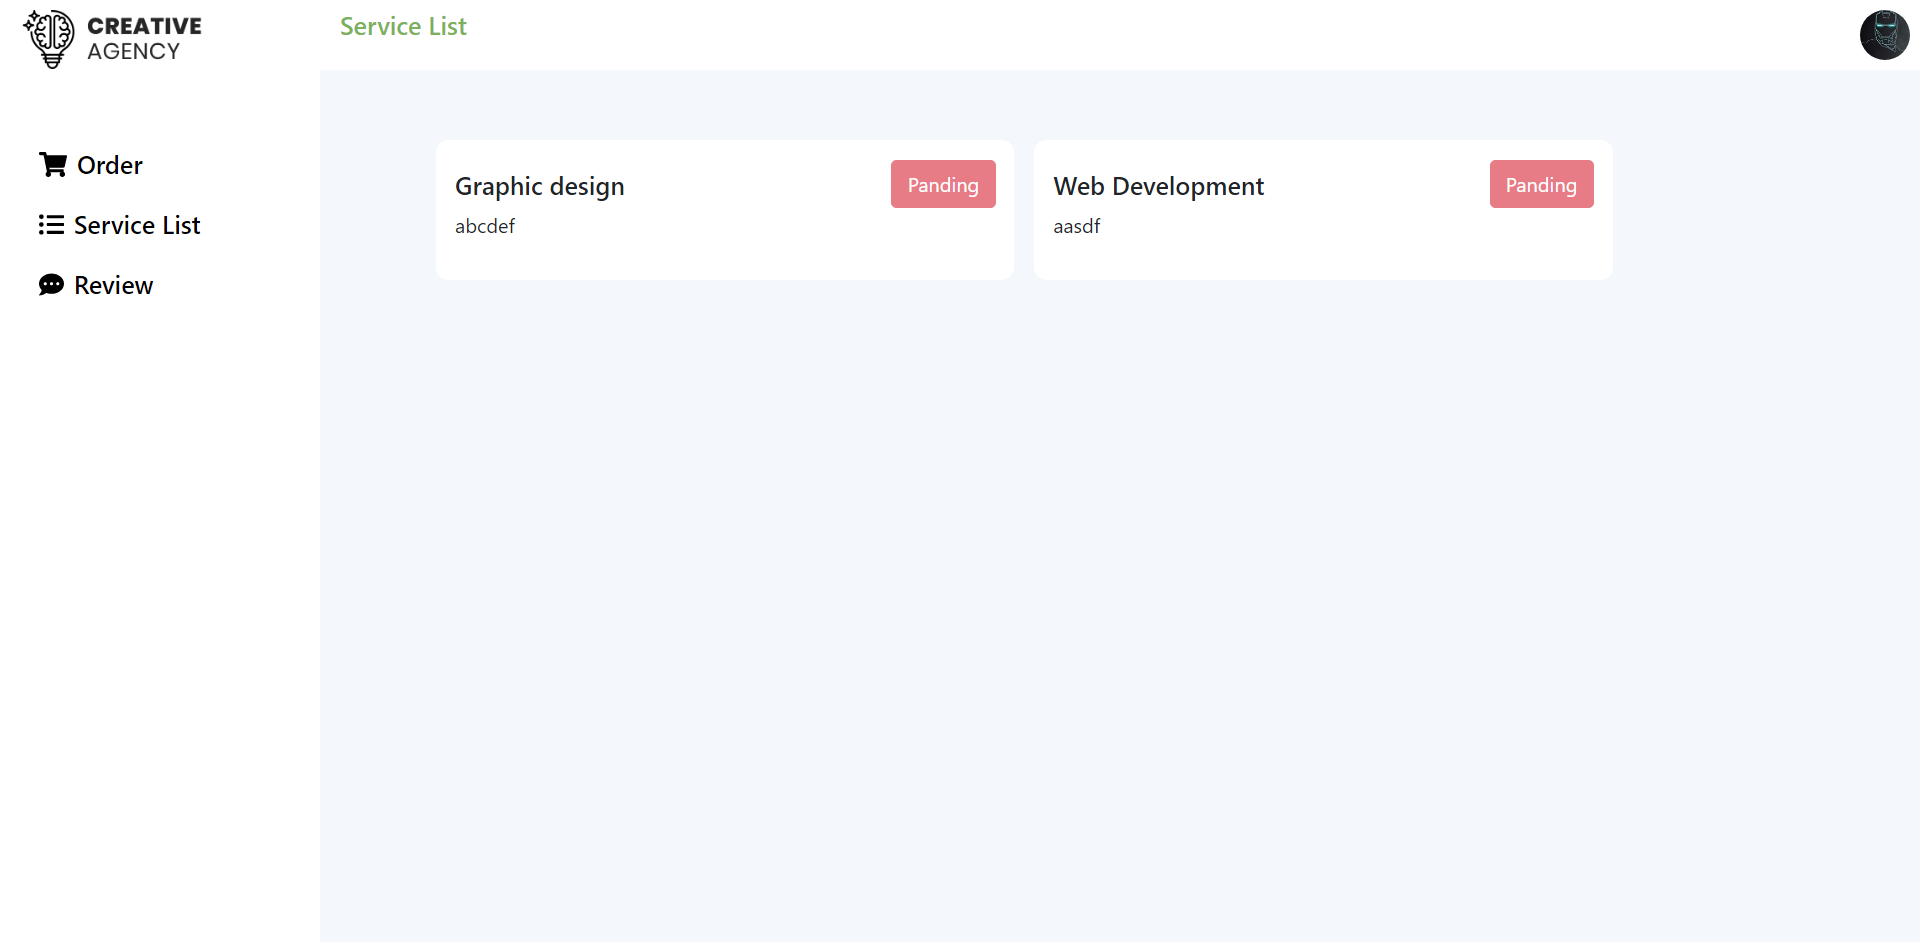 CREATIVE
AGENCY
Service List
Order
Service List
Review
Graphic design
Panding
abcdef
Web Development
Panding
aasdf